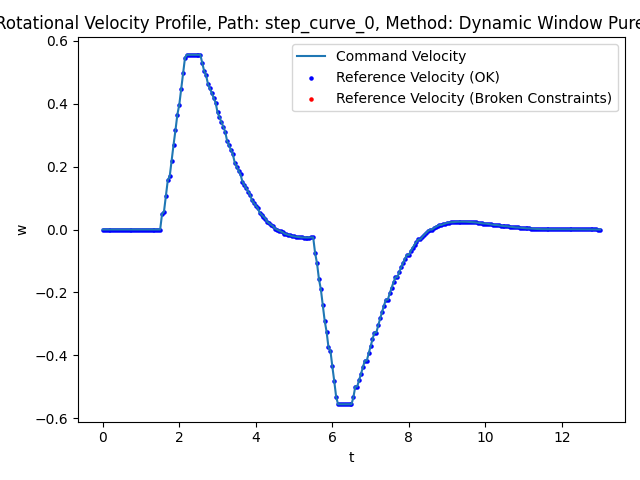 Rotational Velocity Profile, Path: step_curve_0, Method: Dynamic Window Pure
Command Velocity
Reference Velocity (OK)
Reference Velocity (Broken Constraints)
0.6
0.4
0.2
0.0
−0.2
−0.4
−0.6
w
0 2 4 6 8 10 12
t